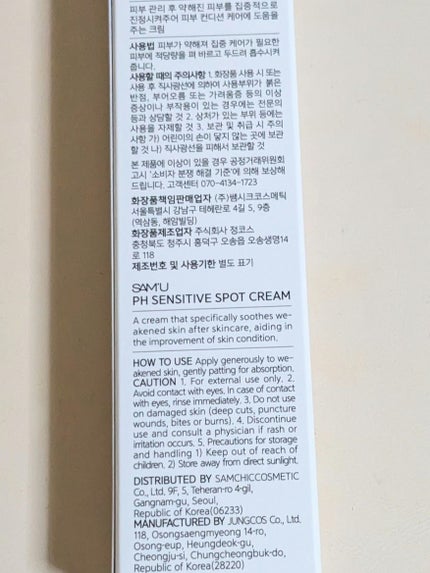 피부 관리 후 약해진 피부를 집중적으로
진정시켜주어 피부 컨디션 케어에 도움을
주는 크림
사용법 피부가 약해져 집중 케어가 필요한
피부에 적당량을 펴 바르고 두드려 흡수시켜
줍니다.
사용할 때의 주의사항 1. 화장품 사용 시 또는
사용 후 직사광선에 의하여 사용부위가 붉은
반점, 부어오름 또는 가려움증 등의 이상
증상이나 부작용이 있는 경우에는 전문의
등과 상담할 것 2. 상처가 있는 부위 등에는
사용을 자제할 것 3. 보관 및 취급 시 주의
사항 가) 어린이의 손이 닿지 않는 곳에 보관
할 것 나) 직사광선을 피해서 보관할 것
본 제품에 이상이 있을 경우 공정거래위원회
고시 '소비자 분쟁 해결 기준'에 의해 보상해
드립니다. 고객센터 070-4134-1723
화장품책임판매업자 (주)쌤시크코스메틱
서울특별시 강남구 테헤란로 4길 5, 9층
(역삼동, 해암빌딩)
화장품제조업자 주식회사 정코스
충청북도 청주시 흥덕구 오송읍 오송생명14
로 118
제조번호 및 사용기한 별도 표기
SAM'U
PH SENSITIVE SPOT CREAM
A cream that specifically soothes we-
akened skin after skincare, aiding in
the improvement of skin condition.
HOW TO USE Apply generously to we-
akened skin, gently patting for absorption.
CAUTION 1. For external use only. 2.
Avoid contact with eyes. In case of contact
with eyes, rinse immediately. 3. Do not use
on damaged skin (deep cuts, puncture
wounds, bites or burns). 4. Discontinue
use and consult a physician if rash or
irritation occurs. 5. Precautions for storage
and handling 1) Keep out of reach of
children. 2) Store away from direct sunlight.
DISTRIBUTED BY SAMCHICCOSMETIC
Co., Ltd. 9F, 5, Teheran-ro 4-gil,
Gangnam-gu, Seoul,
Republic of Korea(06233)
MANUFACTURED BY JUNGCOS Co., Ltd.
118, Osongsaengmyeong 14-ro,
Osong-eup, Heungdeok-gu,
Cheongju-si, Chungcheongbuk-do,
Republic of Korea(28220)